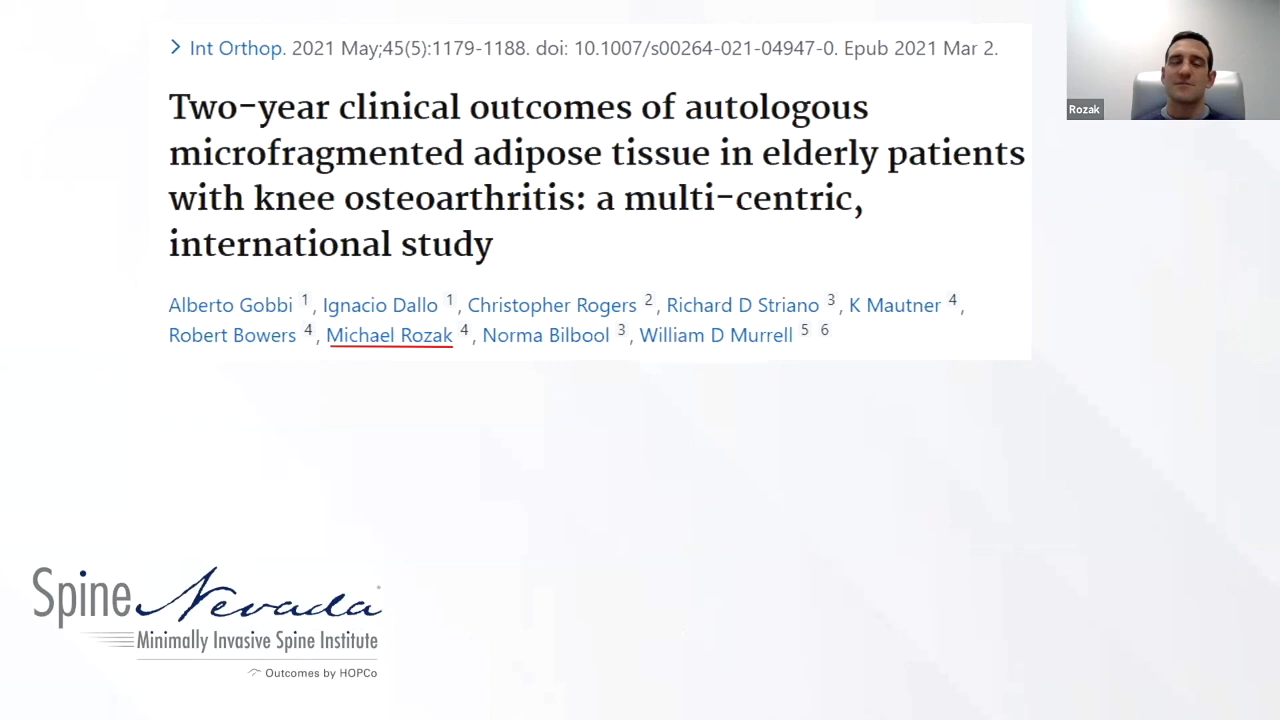 Int Orthop. 2021 May;45(5):1179-1188. doi: 10.1007/s00264-021-04947-0. Epub 2021 Mar 2.
Two-year clinical outcomes of autologous
microfragmented adipose tissue in elderly patients
with knee osteoarthritis: a multi-centric,
international study
Alberto Gobbi 1, Ignacio Dallo 1, Christopher Rogers 2, Richard D Striano 3, K Mautner 4,
Robert Bowers 4, Michael Rozak 4, Norma Bilbool 3, William D Murrell 5 6
Rozak
Spine Nevada
Minimally Invasive Spine Institute
Outcomes by HOPCo